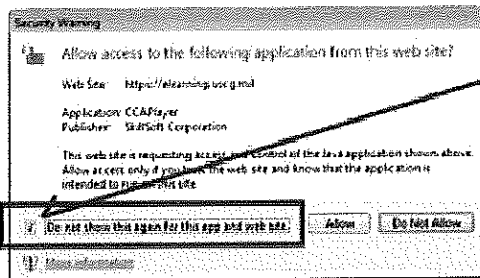 Security Warning
Allow access to the following application from this web site?
Web Site: https://elearning.uscg.mil
Application: CCAPlayer
Publisher: SkillSoft Corporation
This web site is requesting access and control of the Java application shown above.
Allow access only if you trust the web site and know that the application is
intended to run on this site.
Do not show this again for this app and web site.
Allow
Do Not Allow
More information